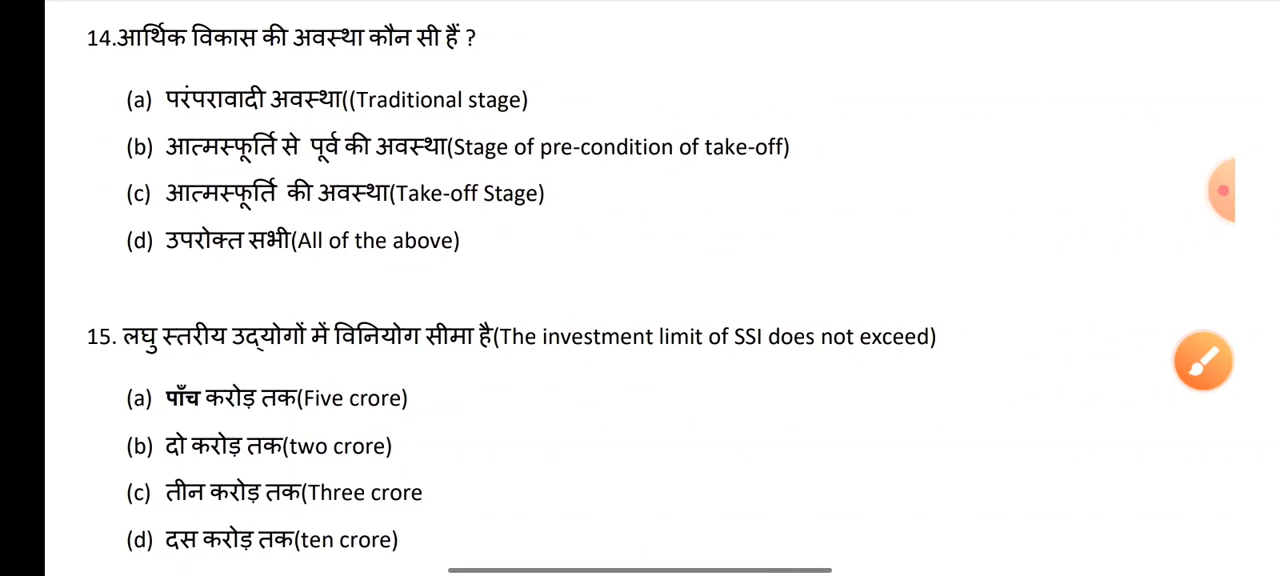 14.आर्थिक विकास की अवस्था कौन सी हैं ?
(a) परंपरावादी अवस्था((Traditional stage)
(b) आत्मस्फूर्ति से पूर्व की अवस्था(Stage of pre-condition of take-off)
(c) आत्मस्फूर्ति की अवस्था(Take-off Stage)
(d) उपरोक्त सभी(All of the above)
15. लघु स्तरीय उद्योगों में विनियोग सीमा है(The investment limit of SSI does not exceed)
(a) पाँच करोड़ तक(Five crore)
(b) दो करोड़ तक(two crore)
(c) तीन करोड़ तक(Three crore
(d) दस करोड़ तक(ten crore)